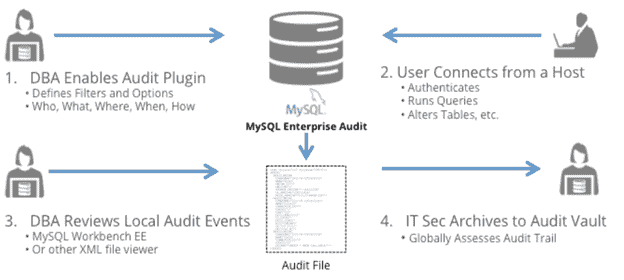 1. DBA Enables Audit Plugin
• Defines Filters and Options
• Who, What, Where, When, How
MySQL
MySQL Enterprise Audit
2. User Connects from a Host
• Authenticates
• Runs Queries
• Alters Tables, etc.
3. DBA Reviews Local Audit Events
• MySQL Workbench EE
• Or other XML file viewer
Audit File
4. IT Sec Archives to Audit Vault
• Globally Assesses Audit Trail